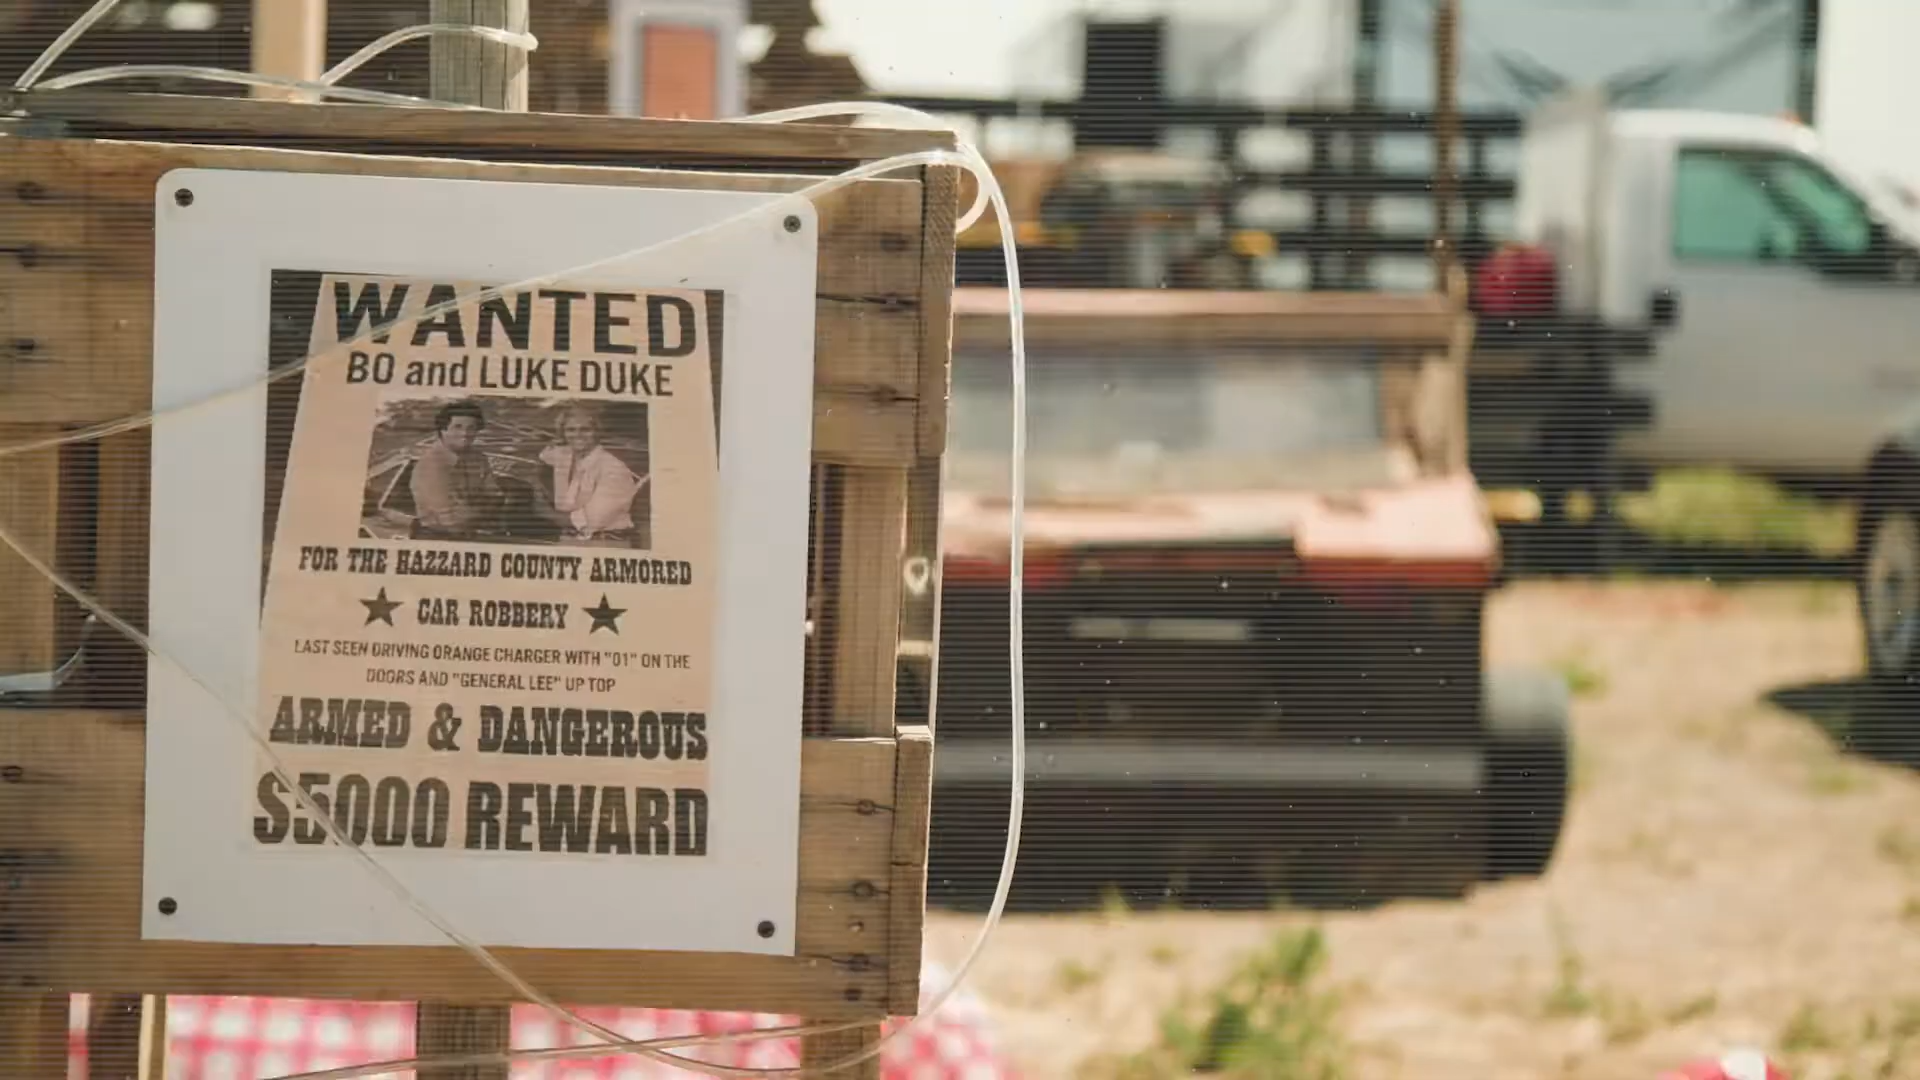 WANTED
BO and LUKE DUKE
FOR THE HAZZARD COUNTY ARMORED
CAR ROBBERY
LAST SEEN DRIVING ORANGE CHARGER WITH "01" ON THE
DOORS AND "GENERAL LEE" UP TOP
ARMED & DANGEROUS
$5000 REWARD